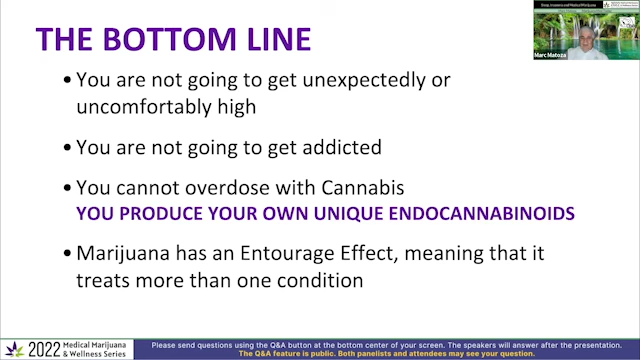 THE BOTTOM LINE
• You are not going to get unexpectedly or
uncomfortably high
• You are not going to get addicted
• You cannot overdose with Cannabis
YOU PRODUCE YOUR OWN UNIQUE ENDOCANNABINOIDS
• Marijuana has an Entourage Effect, meaning that it
treats more than one condition
Marc Matoza
2022 Medical Marijuana
& Wellness Series
Please send questions using the Q&A button at the bottom center of your screen. The speakers will answer after the presentation.
The Q&A feature is public. Both panelists and attendees may see your question.